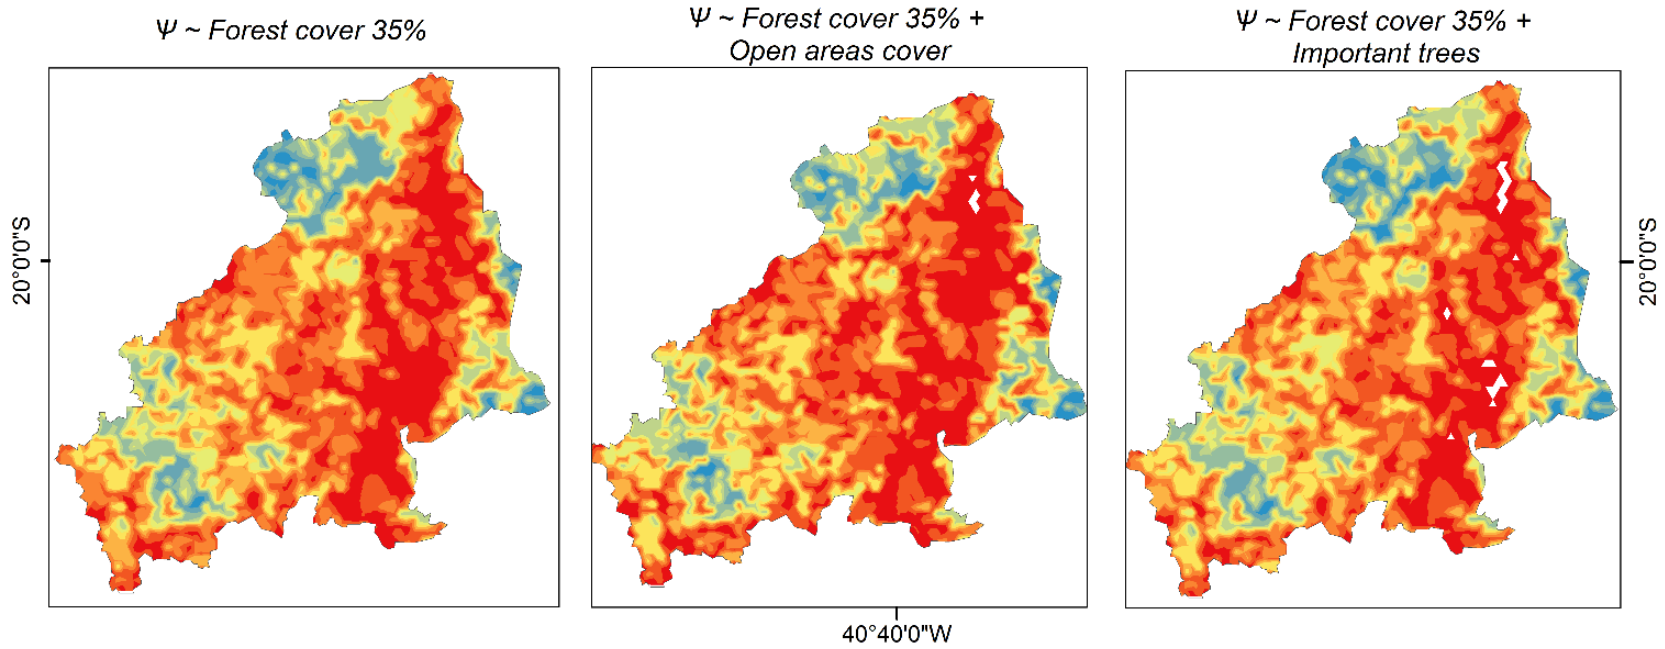 Ψ ~ Forest cover 35%
Ψ ~ Forest cover 35% +
Open areas cover
Ψ ~ Forest cover 35% +
Important trees
20°0'0"S
20°0'0"S
40°40'0"W